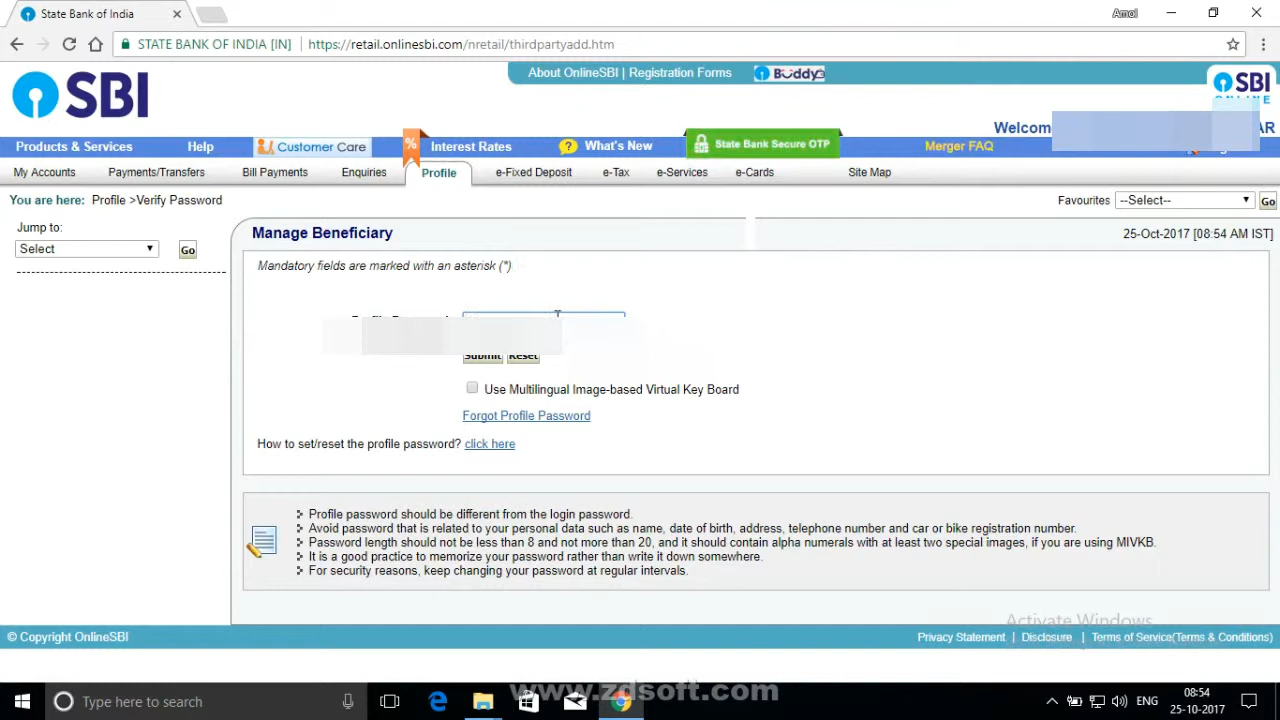 State Bank of India
Amol
STATE BANK OF INDIA [IN] https://retail.onlinesbi.com/nretail/thirdpartyadd.htm
About OnlineSBI | Registration Forms Buddy
SBI
SBI
ONLINE
AR
Products & Services Help Customer Care % Interest Rates ? What's New State Bank Secure OTP Merger FAQ
My Accounts Payments/Transfers Bill Payments Enquiries Profile e-Fixed Deposit e-Tax e-Services e-Cards Site Map
You are here: Profile >Verify Password Favourites --Select-- Go
Jump to:
Select Go
Manage Beneficiary 25-Oct-2017 [08:54 AM IST]
Mandatory fields are marked with an asterisk (*)
Submit Reset
Use Multilingual Image-based Virtual Key Board
Forgot Profile Password
How to set/reset the profile password? click here
Profile password should be different from the login password.
Avoid password that is related to your personal data such as name, date of birth, address, telephone number and car or bike registration number.
Password length should not be less than 8 and not more than 20, and it should contain alpha numerals with at least two special images, if you are using MIVKB.
It is a good practice to memorize your password rather than write it down somewhere.
For security reasons, keep changing your password at regular intervals.
Activate Windows
© Copyright OnlineSBI Privacy Statement | Disclosure | Terms of Service(Terms & Conditions)
www.zdsoft.com
Type here to search ENG 08:54
25-10-2017